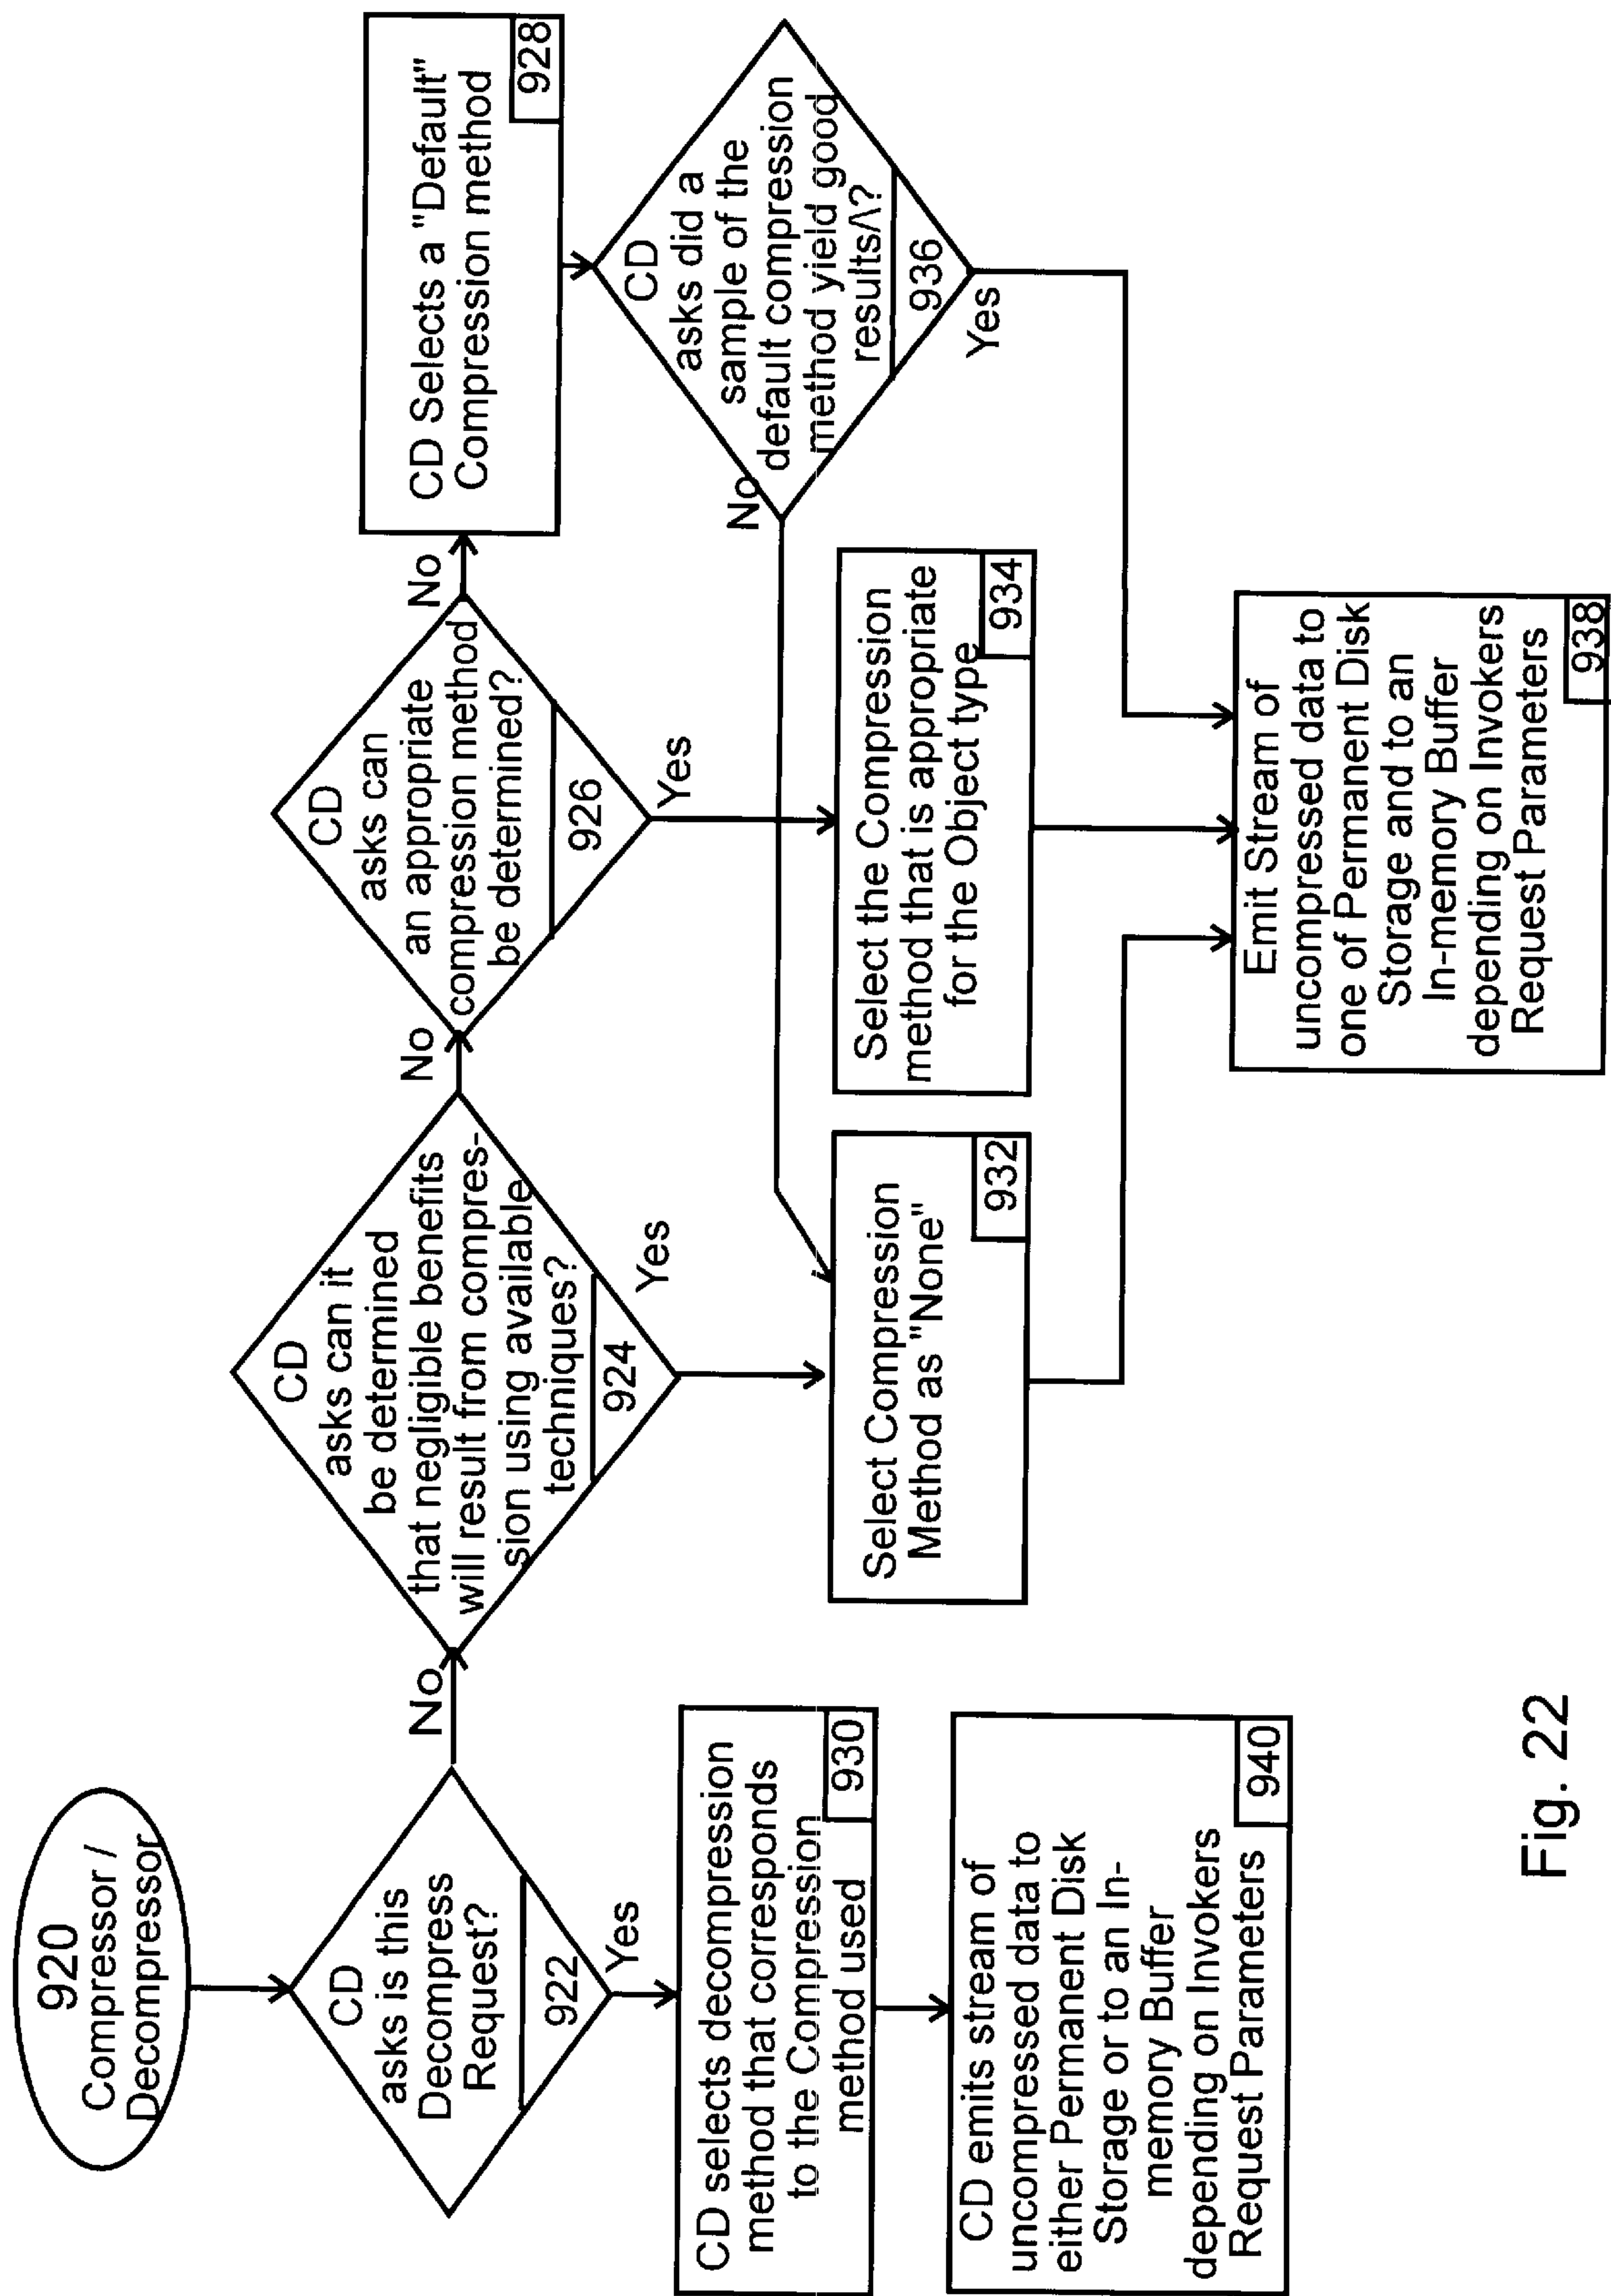 920
Compressor /
Decompressor
CD
asks is this
Decompress
Request?
922
No
Yes
CD selects decompression
method that corresponds
to the Compression
method used
930
CD emits stream of
uncompressed data to
either Permanent Disk
Storage or to an In-
memory Buffer
depending on Invokers
Request Parameters
940
CD
asks can it
be determined
that negligible benefits
will result from compres-
sion using available
techniques?
924
No
Yes
Select Compression
Method as "None"
932
CD
asks can
an appropriate
compression method
be determined?
926
No
Yes
Select the Compression
method that is appropriate
for the Object type
934
CD Selects a "Default"
Compression method
928
CD
asks did a
sample of the
default compression
method yield good
results/\?
936
No
Yes
Emit Stream of
uncompressed data to
one of Permanent Disk
Storage and to an
In-memory Buffer
depending on Invokers
Request Parameters
938
Fig. 22